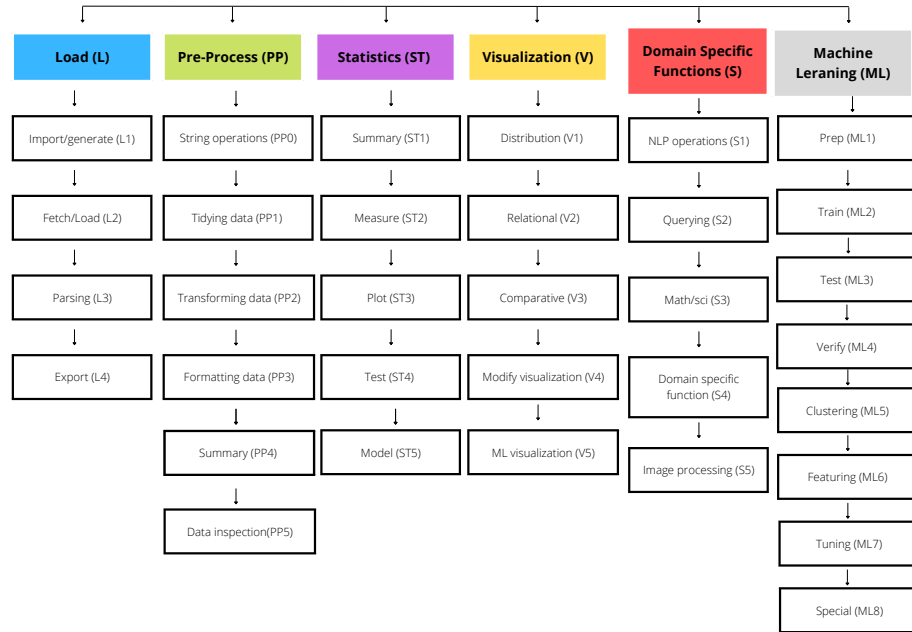 Load (L)
Import/generate (L1)
Fetch/Load (L2)
Parsing (L3)
Export (L4)
Pre-Process (PP)
String operations (PP0)
Tidying data (PP1)
Transforming data (PP2)
Formatting data (PP3)
Summary (PP4)
Data inspection(PP5)
Statistics (ST)
Summary (ST1)
Measure (ST2)
Plot (ST3)
Test (ST4)
Model (ST5)
Visualization (V)
Distribution (V1)
Relational (V2)
Comparative (V3)
Modify visualization (V4)
ML visualization (V5)
Domain Specific
Functions (S)
NLP operations (S1)
Querying (S2)
Math/sci (S3)
Domain specific
function (S4)
Image processing (S5)
Machine
Leraning (ML)
Prep (ML1)
Train (ML2)
Test (ML3)
Verify (ML4)
Clustering (ML5)
Featuring (ML6)
Tuning (ML7)
Special (ML8)